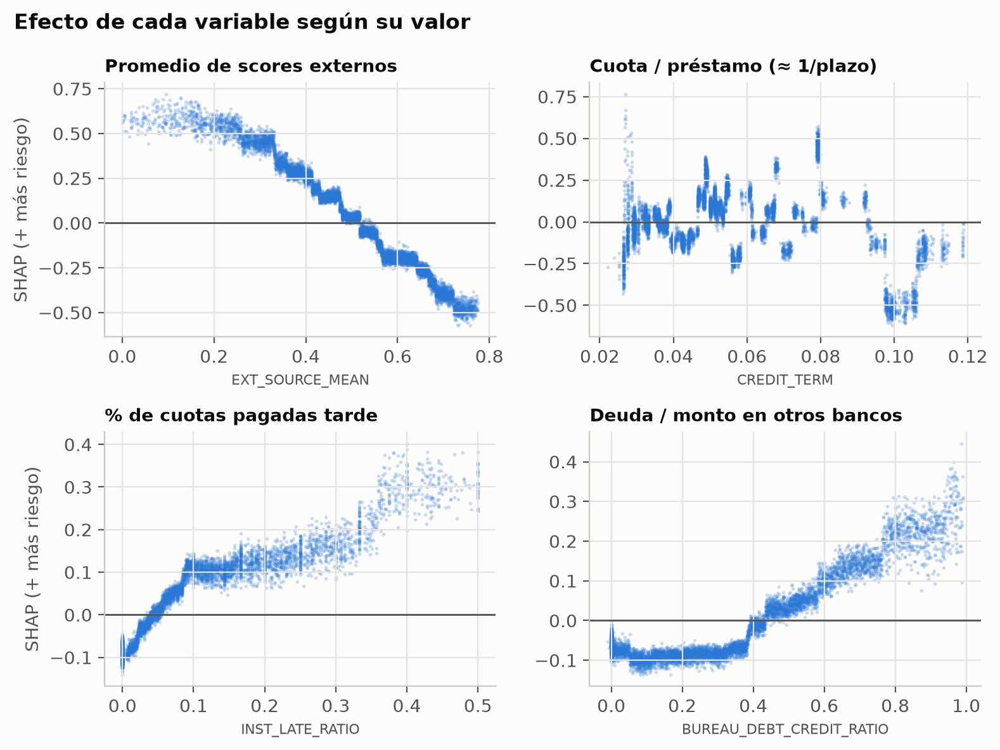 Efecto de cada variable según su valor
Promedio de scores externos
SHAP (+ más riesgo)
0.75
0.50
0.25
0.00
−0.25
−0.50
0.0 0.2 0.4 0.6 0.8
EXT_SOURCE_MEAN
Cuota / préstamo (≈ 1/plazo)
0.75
0.50
0.25
0.00
−0.25
−0.50
0.02 0.04 0.06 0.08 0.10 0.12
CREDIT_TERM
% de cuotas pagadas tarde
SHAP (+ más riesgo)
0.4
0.3
0.2
0.1
0.0
−0.1
0.0 0.1 0.2 0.3 0.4 0.5
INST_LATE_RATIO
Deuda / monto en otros bancos
0.4
0.3
0.2
0.1
0.0
−0.1
0.0 0.2 0.4 0.6 0.8 1.0
BUREAU_DEBT_CREDIT_RATIO